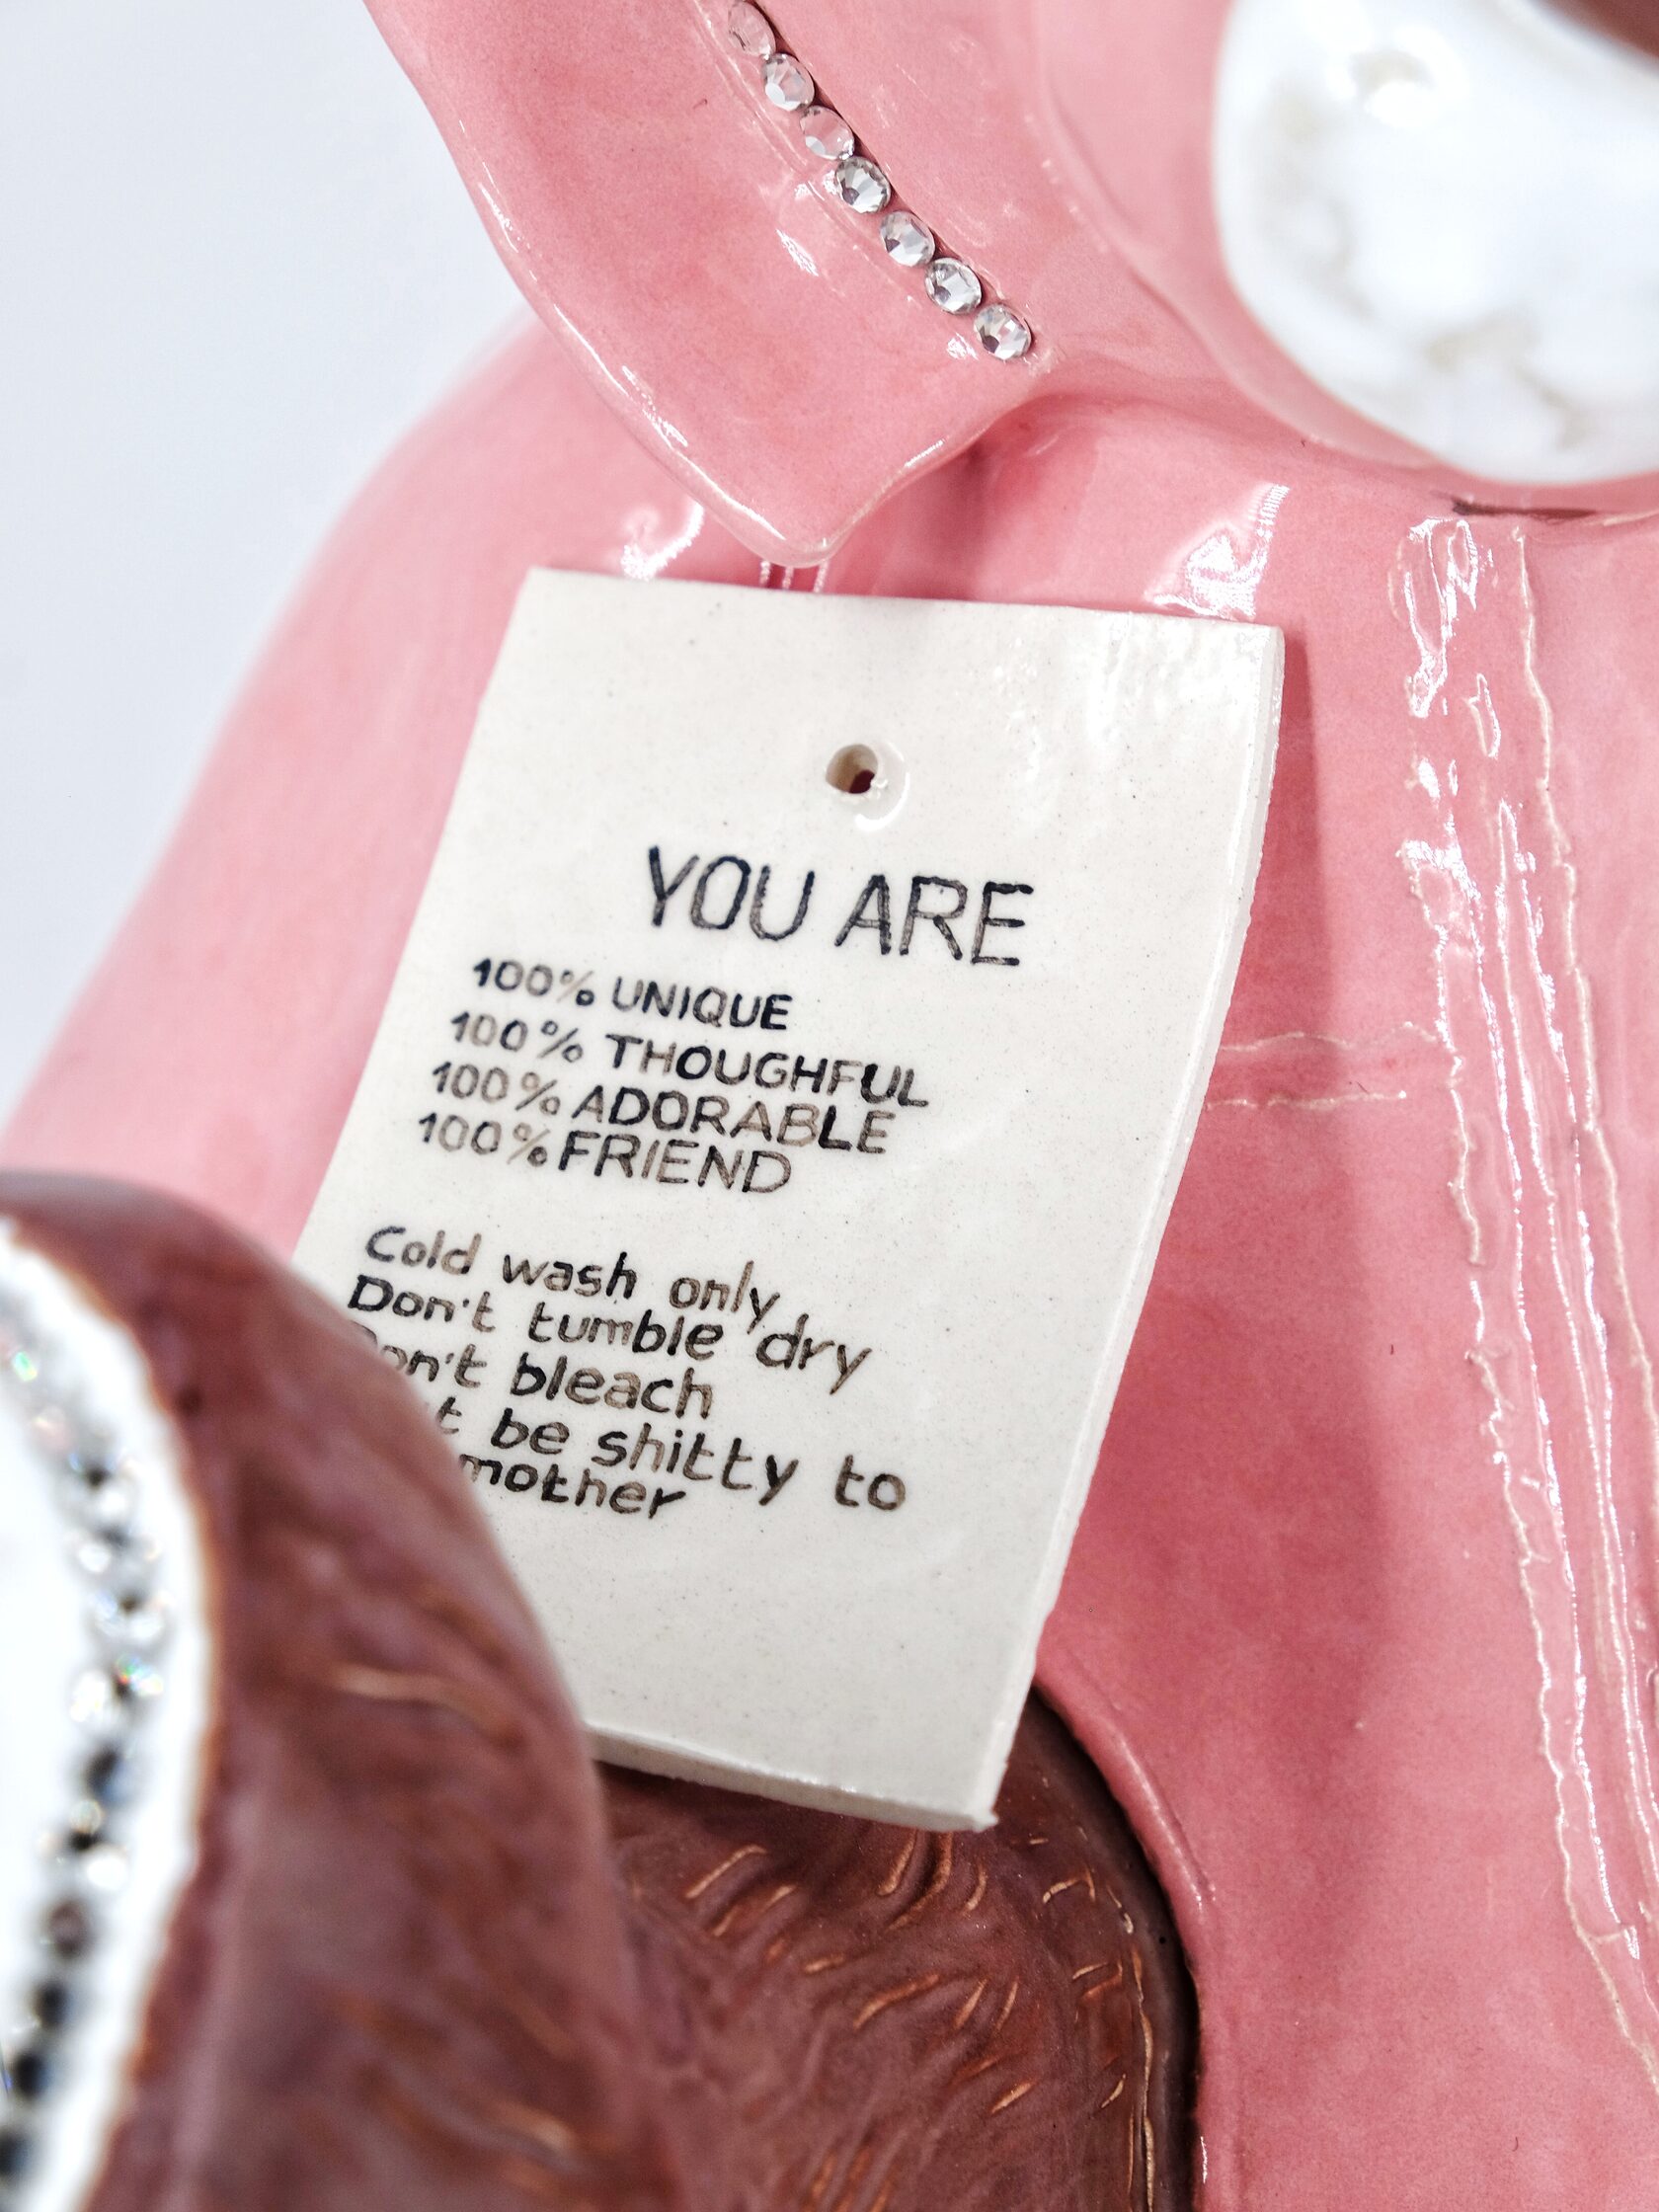 YOU ARE
100% UNIQUE
100% THOUGHFUL
100% ADORABLE
100% FRIEND
Cold wash only
Don't tumble dry
on't bleach
t be shitty to
mother